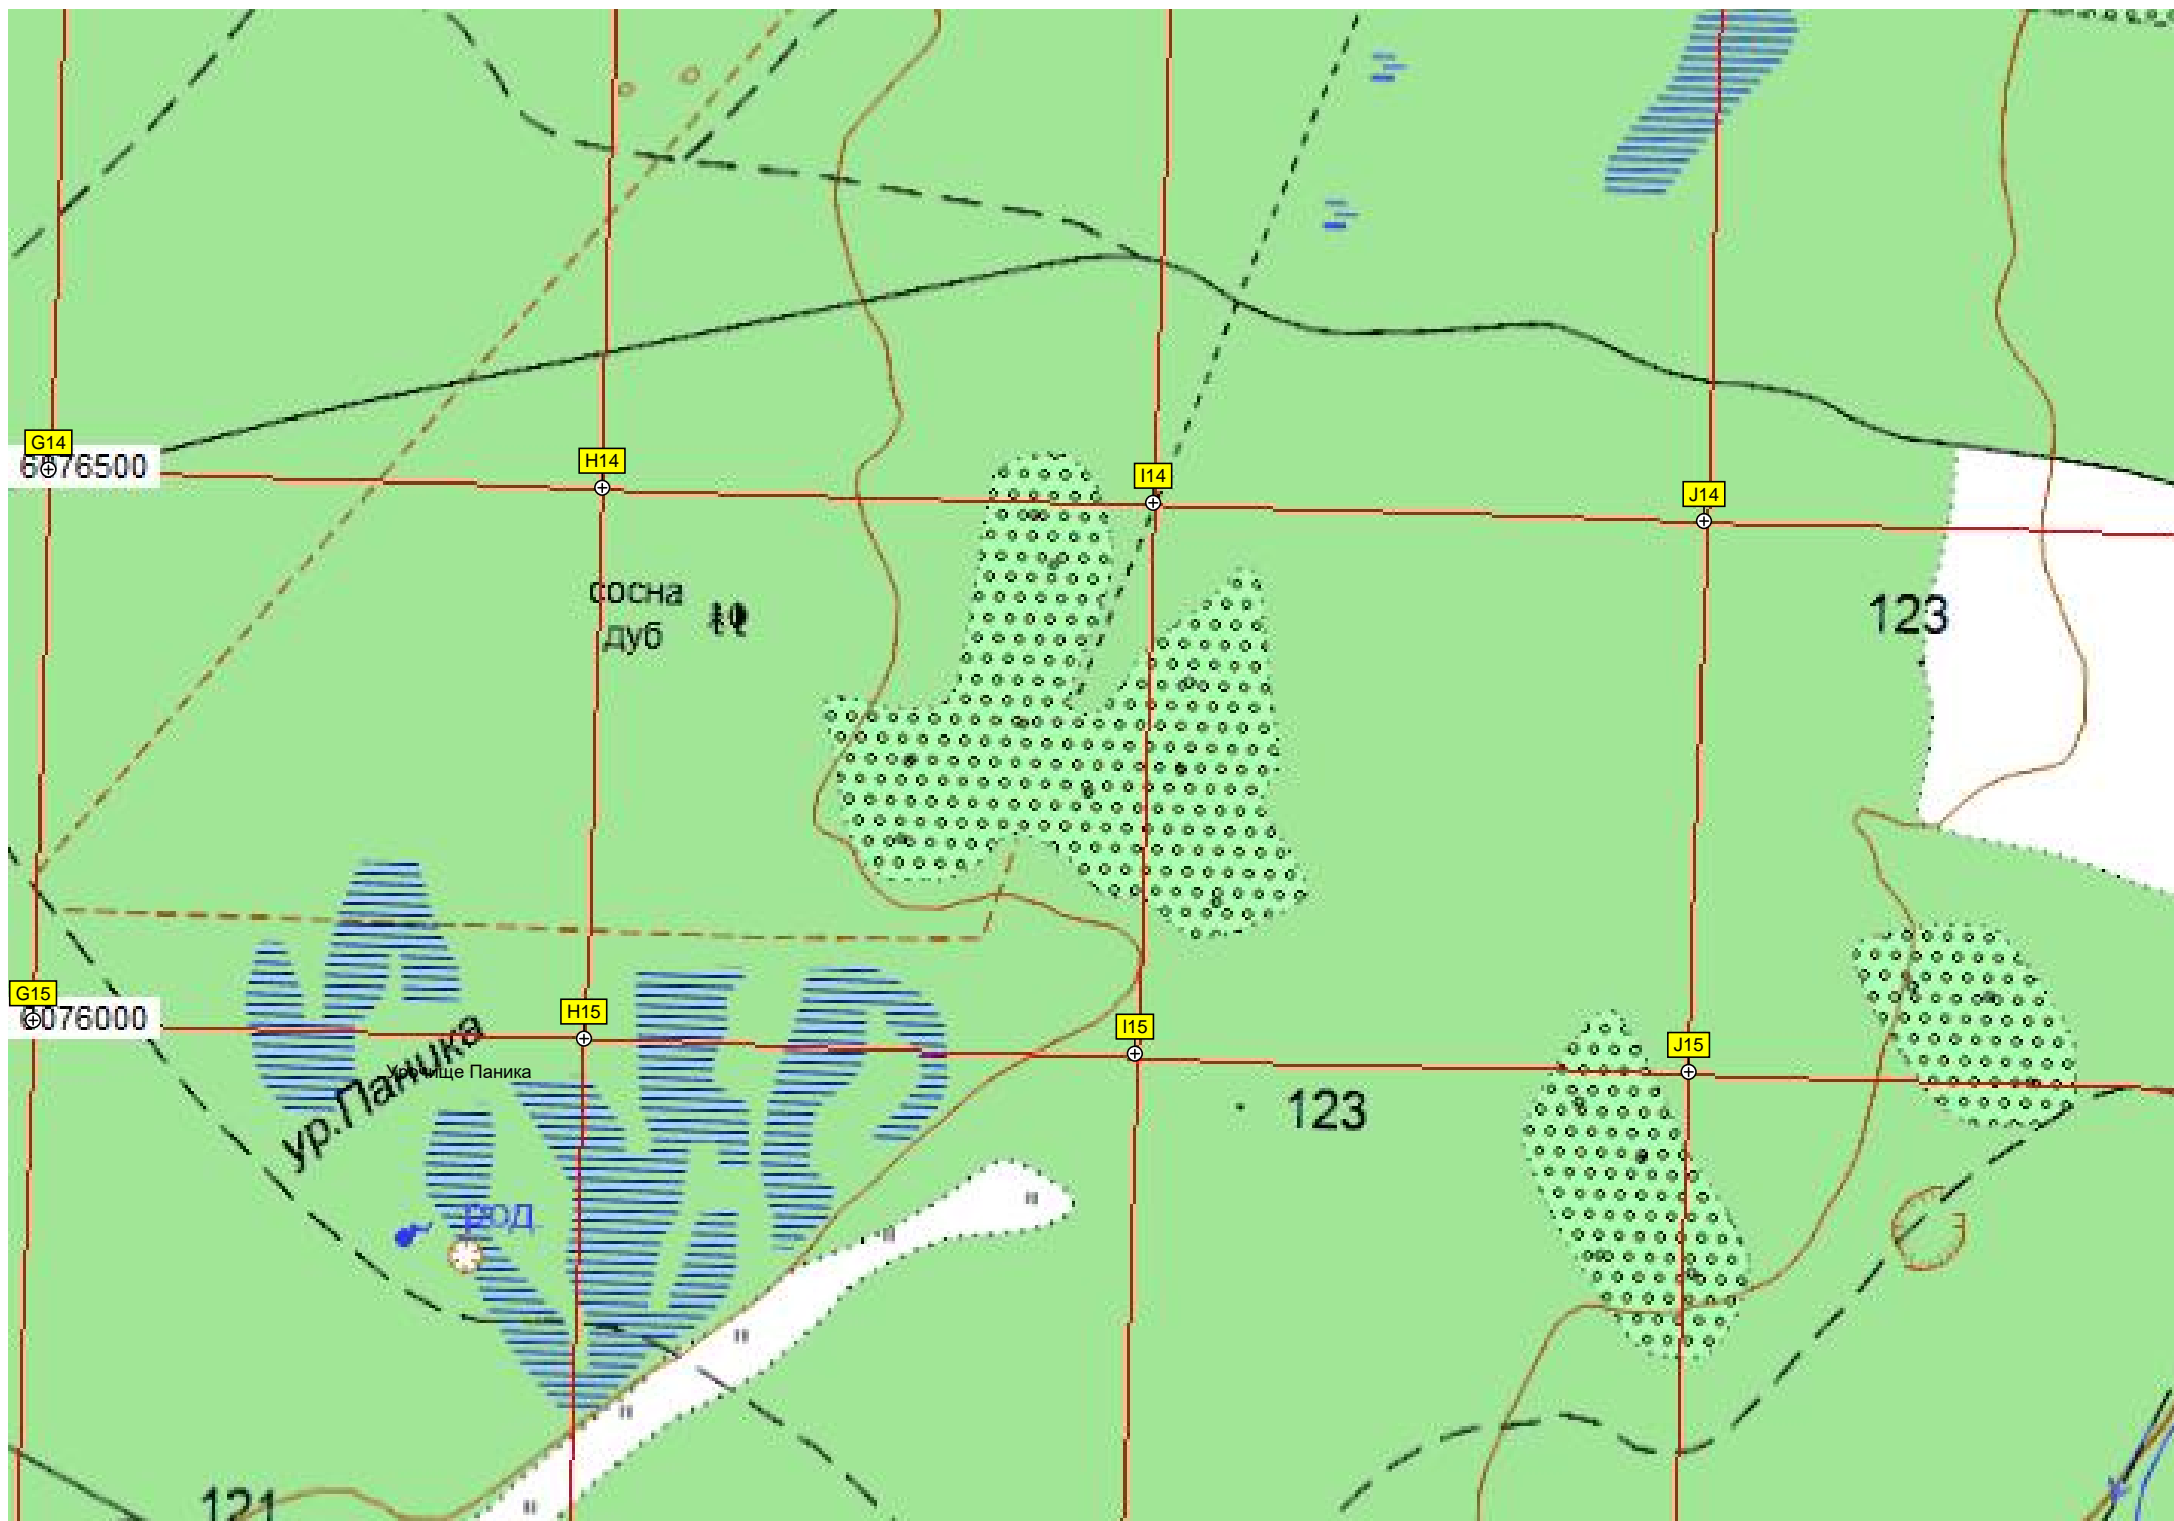 G14
6076500
H14
I14
J14
сосна
дуб
123
G15
6076000
H15
I15
J15
ур.Паника
Урочище Паника
123
род
121